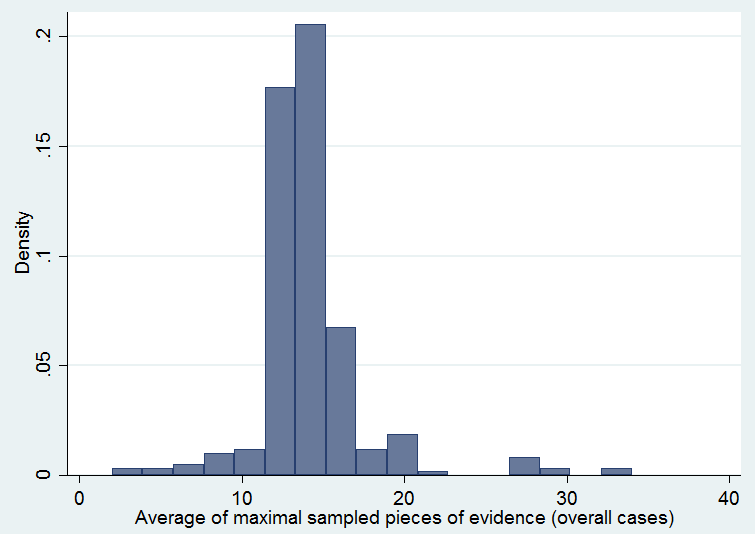 Density
.2
.15
.1
.05
0
0 10 20 30 40
Average of maximal sampled pieces of evidence (overall cases)